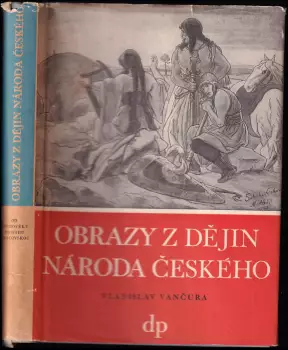 OBRAZY Z DĚJIN NÁRODA ČESKÉHO
OBRAZY Z DĚJIN
NÁRODA ČESKÉHO
VLADISLAV VANČURA
dp